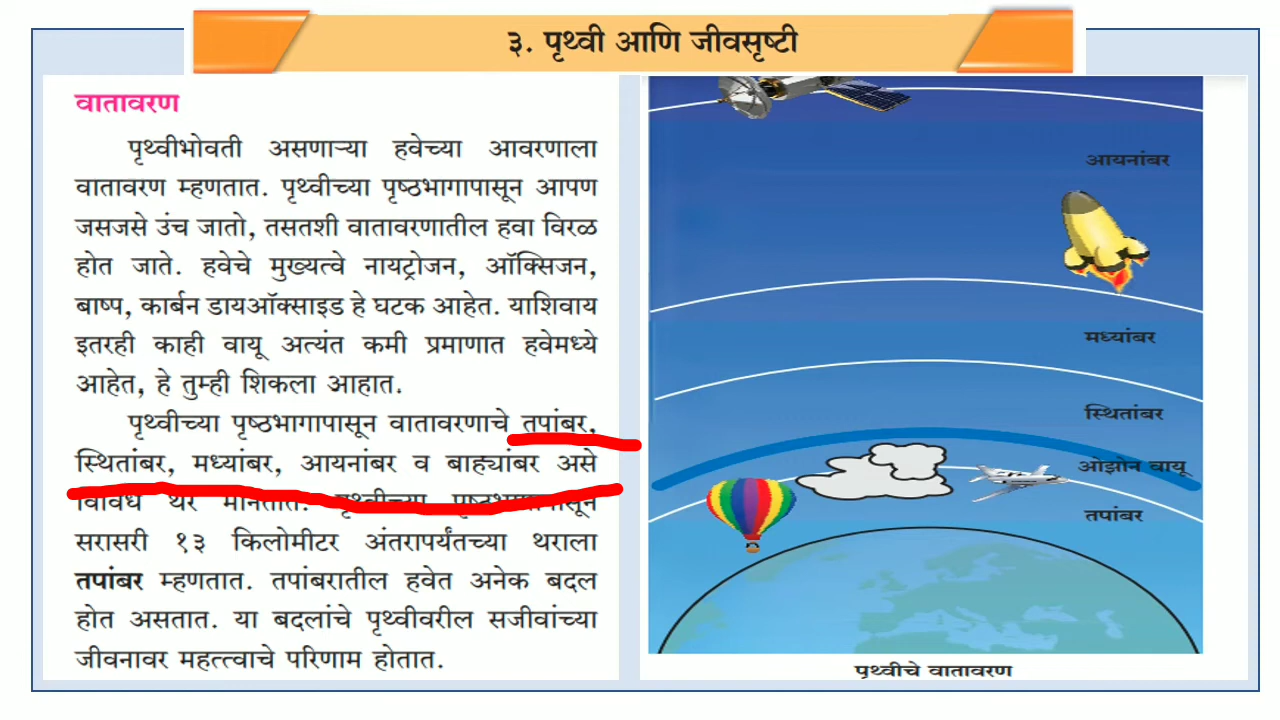 ३. पृथ्वी आणि जीवसृष्टी
वातावरण
पृथ्वीभोवती असणाऱ्या हवेच्या आवरणाला
वातावरण म्हणतात. पृथ्वीच्या पृष्ठभागापासून आपण
जसजसे उंच जातो, तसतशी वातावरणातील हवा विरळ
होत जाते. हवेचे मुख्यत्वे नायट्रोजन, ऑक्सिजन,
बाष्प, कार्बन डायऑक्साइड हे घटक आहेत. याशिवाय
इतरही काही वायू अत्यंत कमी प्रमाणात हवेमध्ये
आहेत, हे तुम्ही शिकला आहात.
पृथ्वीच्या पृष्ठभागापासून वातावरणाचे तपांबर,
स्थितांबर, मध्यांबर, आयनांबर व बाह्यांबर असे
विविध थर मानतात. पृथ्वीच्या पृष्ठभागापासून
सरासरी १३ किलोमीटर अंतरापर्यंतच्या थराला
तपांबर म्हणतात. तपांबरातील हवेत अनेक बदल
होत असतात. या बदलांचे पृथ्वीवरील सजीवांच्या
जीवनावर महत्त्वाचे परिणाम होतात.
आयनांबर
मध्यांबर
स्थितांबर
ओझोन वायू
तपांबर
पृथ्वीचे वातावरण